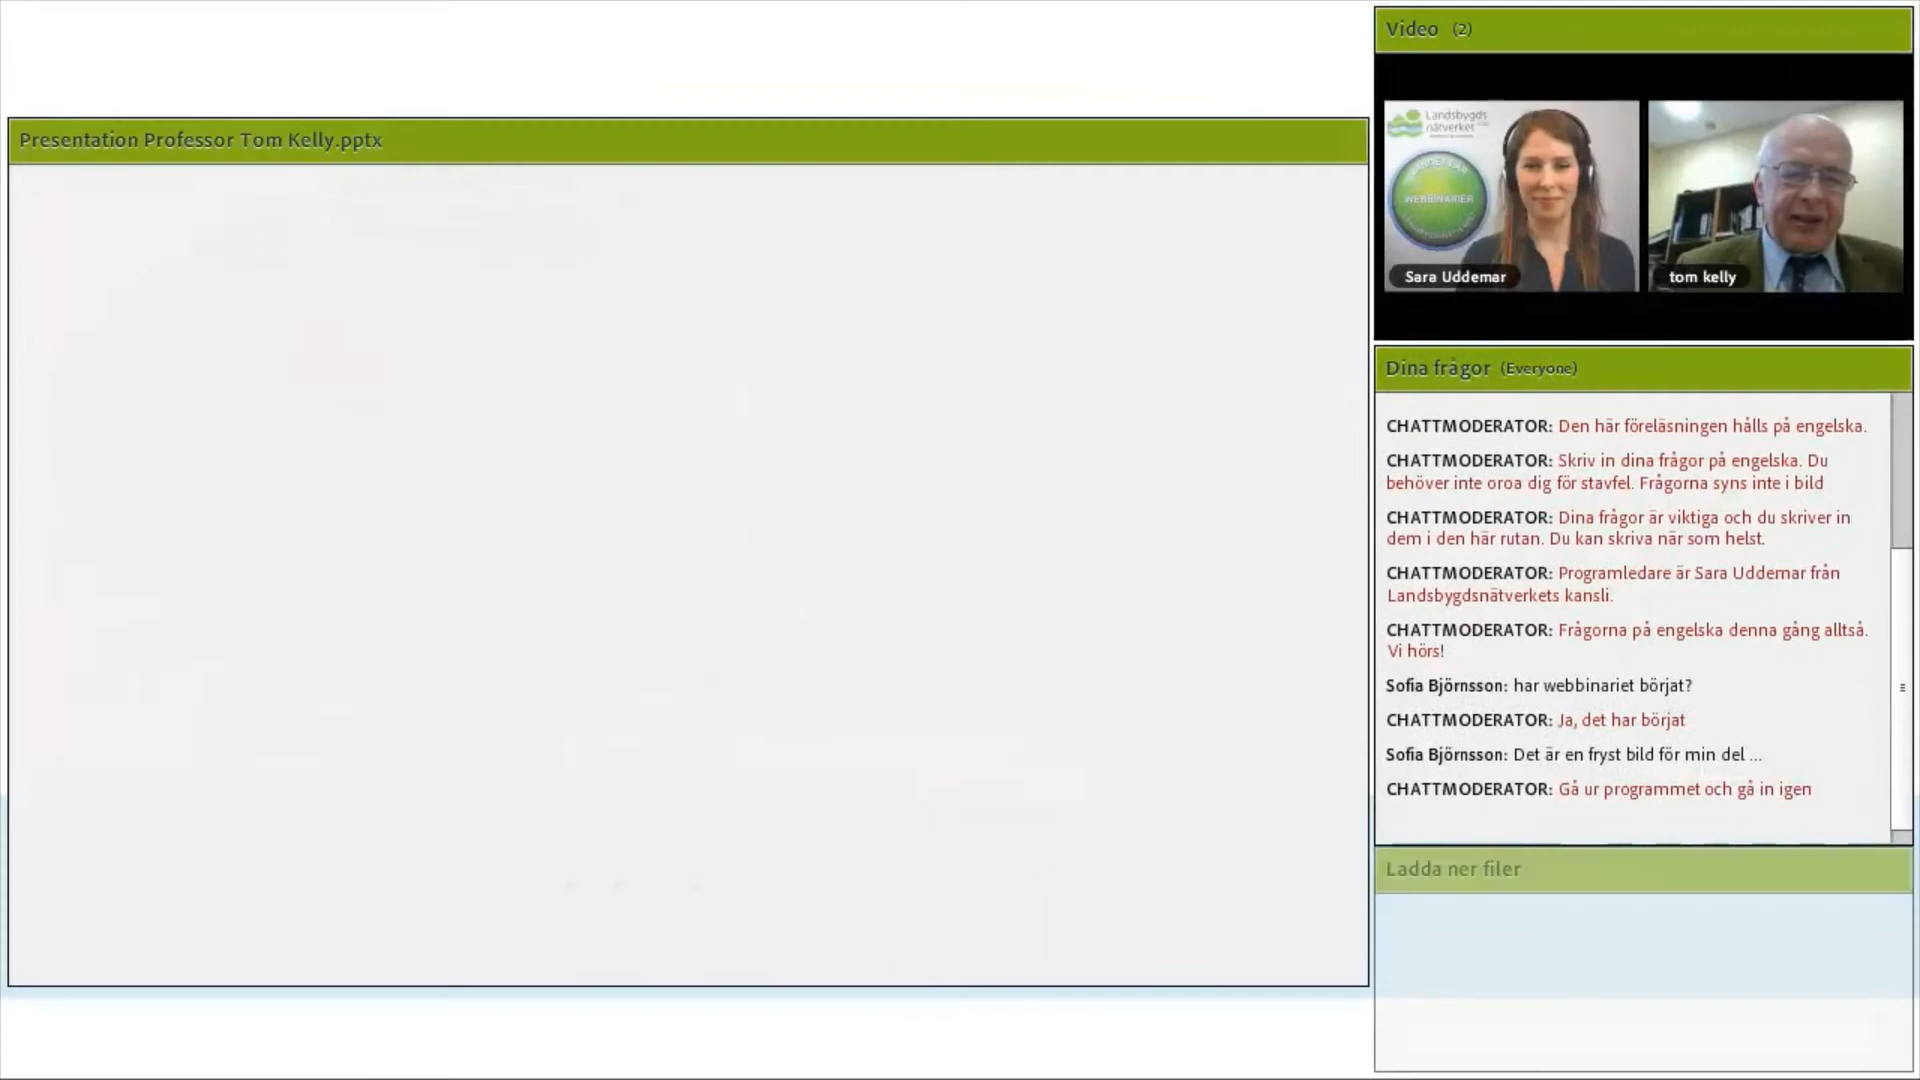 Presentation Professor Tom Kelly.pptx
Video (2)
Landsbygds
nätverket
WEBBINARIER
Sara Uddemar
tom kelly
Dina frågor (Everyone)
CHATTMODERATOR: Den här föreläsningen hålls på engelska.
CHATTMODERATOR: Skriv in dina frågor på engelska. Du
behöver inte oroa dig för stavfel. Frågorna syns inte i bild
CHATTMODERATOR: Dina frågor är viktiga och du skriver in
dem i den här rutan. Du kan skriva när som helst.
CHATTMODERATOR: Programledare är Sara Uddemar från
Landsbygdsnätverkets kansli.
CHATTMODERATOR: Frågorna på engelska denna gång alltså.
Vi hörs!
Sofia Björnsson: har webbinariet börjat?
CHATTMODERATOR: Ja, det har börjat
Sofia Björnsson: Det är en fryst bild för min del ...
CHATTMODERATOR: Gå ur programmet och gå in igen
Ladda ner filer